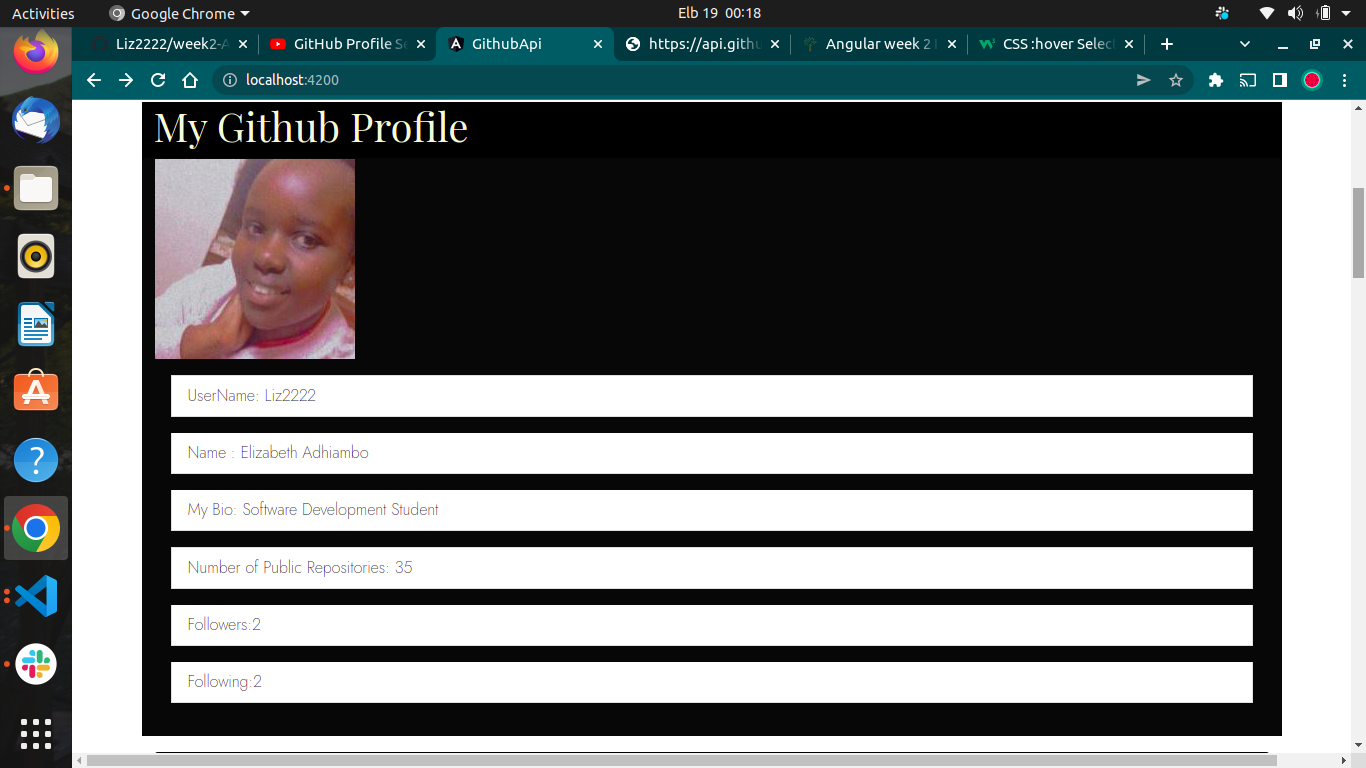 Activities Google Chrome Elb 19 00:18
Liz2222/week2-A GitHub Profile Se GithubApi https://api.githu Angular week 2 CSS :hover Selec
localhost:4200
My Github Profile
UserName: Liz2222
Name : Elizabeth Adhiambo
My Bio: Software Development Student
Number of Public Repositories: 35
Followers:2
Following:2